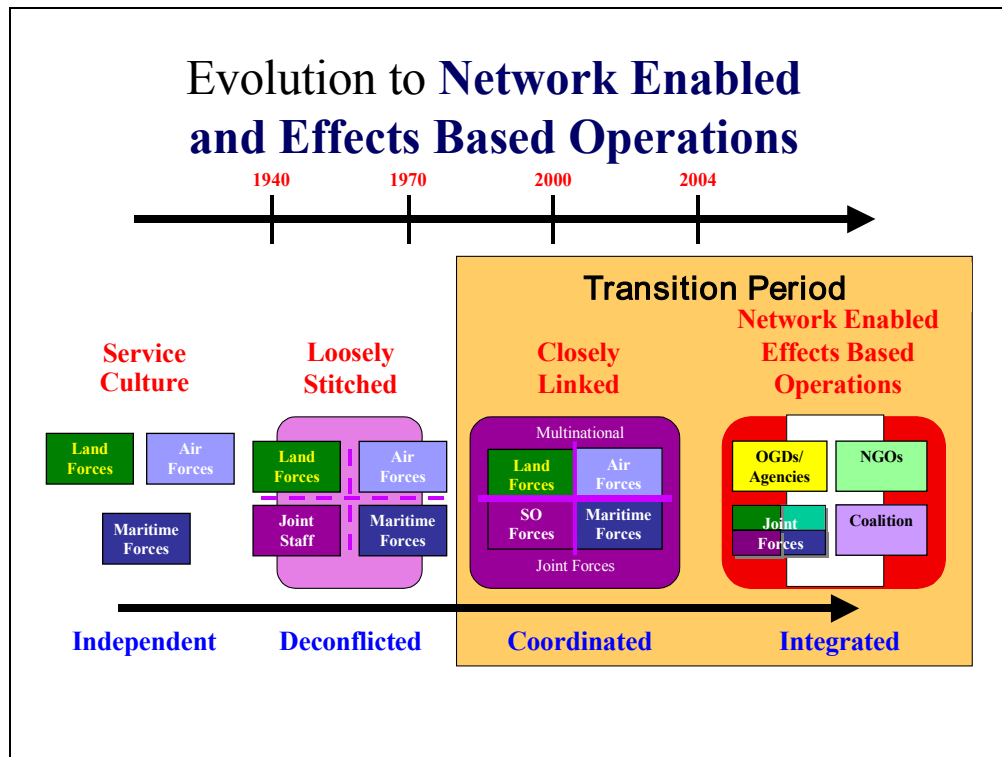 Evolution to Network Enabled
and Effects Based Operations
1940
1970
2000
2004
Transition Period
Service
Culture
Loosely
Stitched
Closely
Linked
Network Enabled
Effects Based
Operations
Land
Forces
Air
Forces
Maritime
Forces
Land
Forces
Air
Forces
Joint
Staff
Maritime
Forces
Multinational
Land
Forces
Air
Forces
SO
Forces
Maritime
Forces
Joint Forces
OGDs/
Agencies
NGOs
Joint
Forces
Coalition
Independent
Deconflicted
Coordinated
Integrated